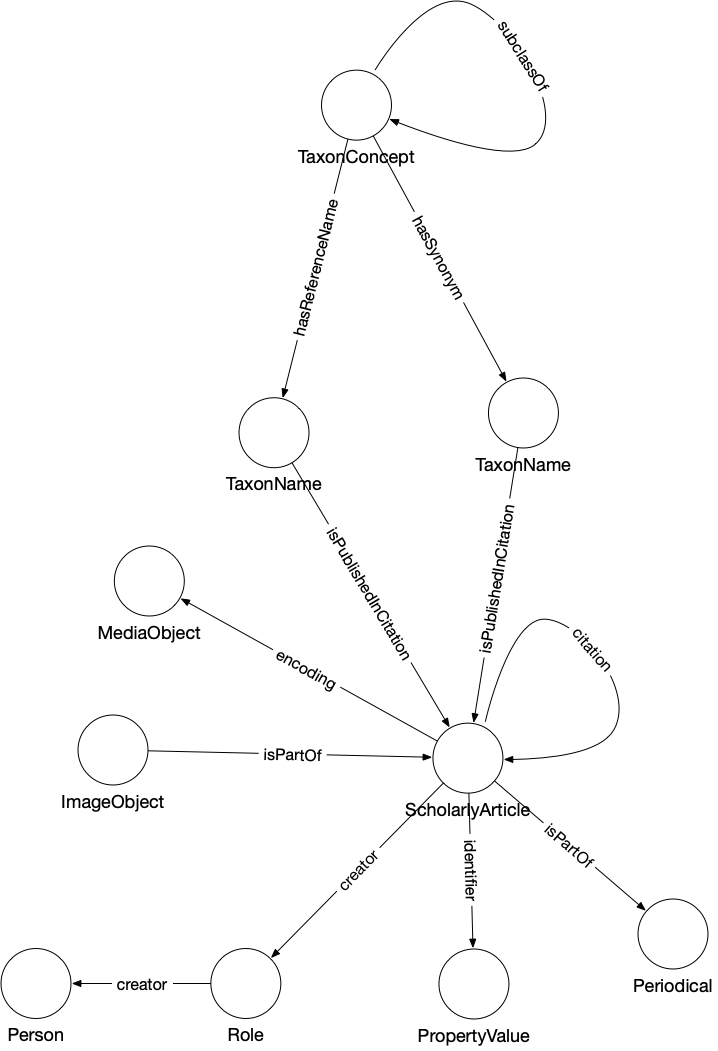 subclassOf
TaxonConcept
hasReferenceName
hasSynonym
TaxonName
TaxonName
isPublishedInCitation
isPublishedInCitation
MediaObject
encoding
citation
ImageObject
isPartOf
ScholarlyArticle
creator
identifier
isPartOf
Person
creator
Role
PropertyValue
Periodical